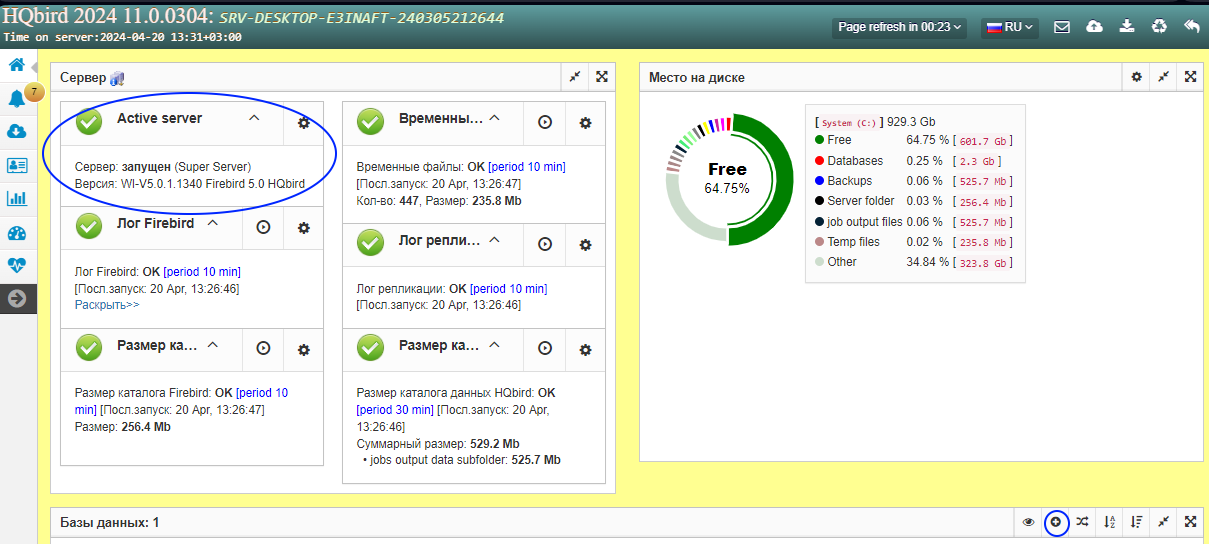 HQbird 2024 11.0.0304: SRV-DESKTOP-E3INAFT-240305212644
Time on server:2024-04-20 13:31+03:00
Page refresh in 00:23
RU
7
Сервер
Active server
Сервер: запущен (Super Server)
Версия: WI-V5.0.1.1340 Firebird 5.0 HQbird
Лог Firebird
Лог Firebird: OK [period 10 min]
[Посл.запуск: 20 Apr, 13:26:46]
Раскрыть>>
Размер ка...
Размер каталога Firebird: OK [period 10
min] [Посл.запуск: 20 Apr, 13:26:47]
Размер: 256.4 Mb
Временны...
Временные файлы: OK [period 10 min]
[Посл.запуск: 20 Apr, 13:26:47]
Кол-во: 447, Размер: 235.8 Mb
Лог репли...
Лог репликации: OK [period 10 min]
[Посл.запуск: 20 Apr, 13:26:46]
Размер ка...
Размер каталога данных HQbird: OK
[period 30 min] [Посл.запуск: 20 Apr,
13:26:46]
Суммарный размер: 529.2 Mb
• jobs output data subfolder: 525.7 Mb
Место на диске
Free
64.75%
[ System (C:) ] 929.3 Gb
Free 64.75 % [ 601.7 Gb ]
Databases 0.25 % [ 2.3 Gb ]
Backups 0.06 % [ 525.7 Mb ]
Server folder 0.03 % [ 256.4 Mb ]
job output files 0.06 % [ 525.7 Mb ]
Temp files 0.02 % [ 235.8 Mb ]
Other 34.84 % [ 323.8 Gb ]
Базы данных: 1